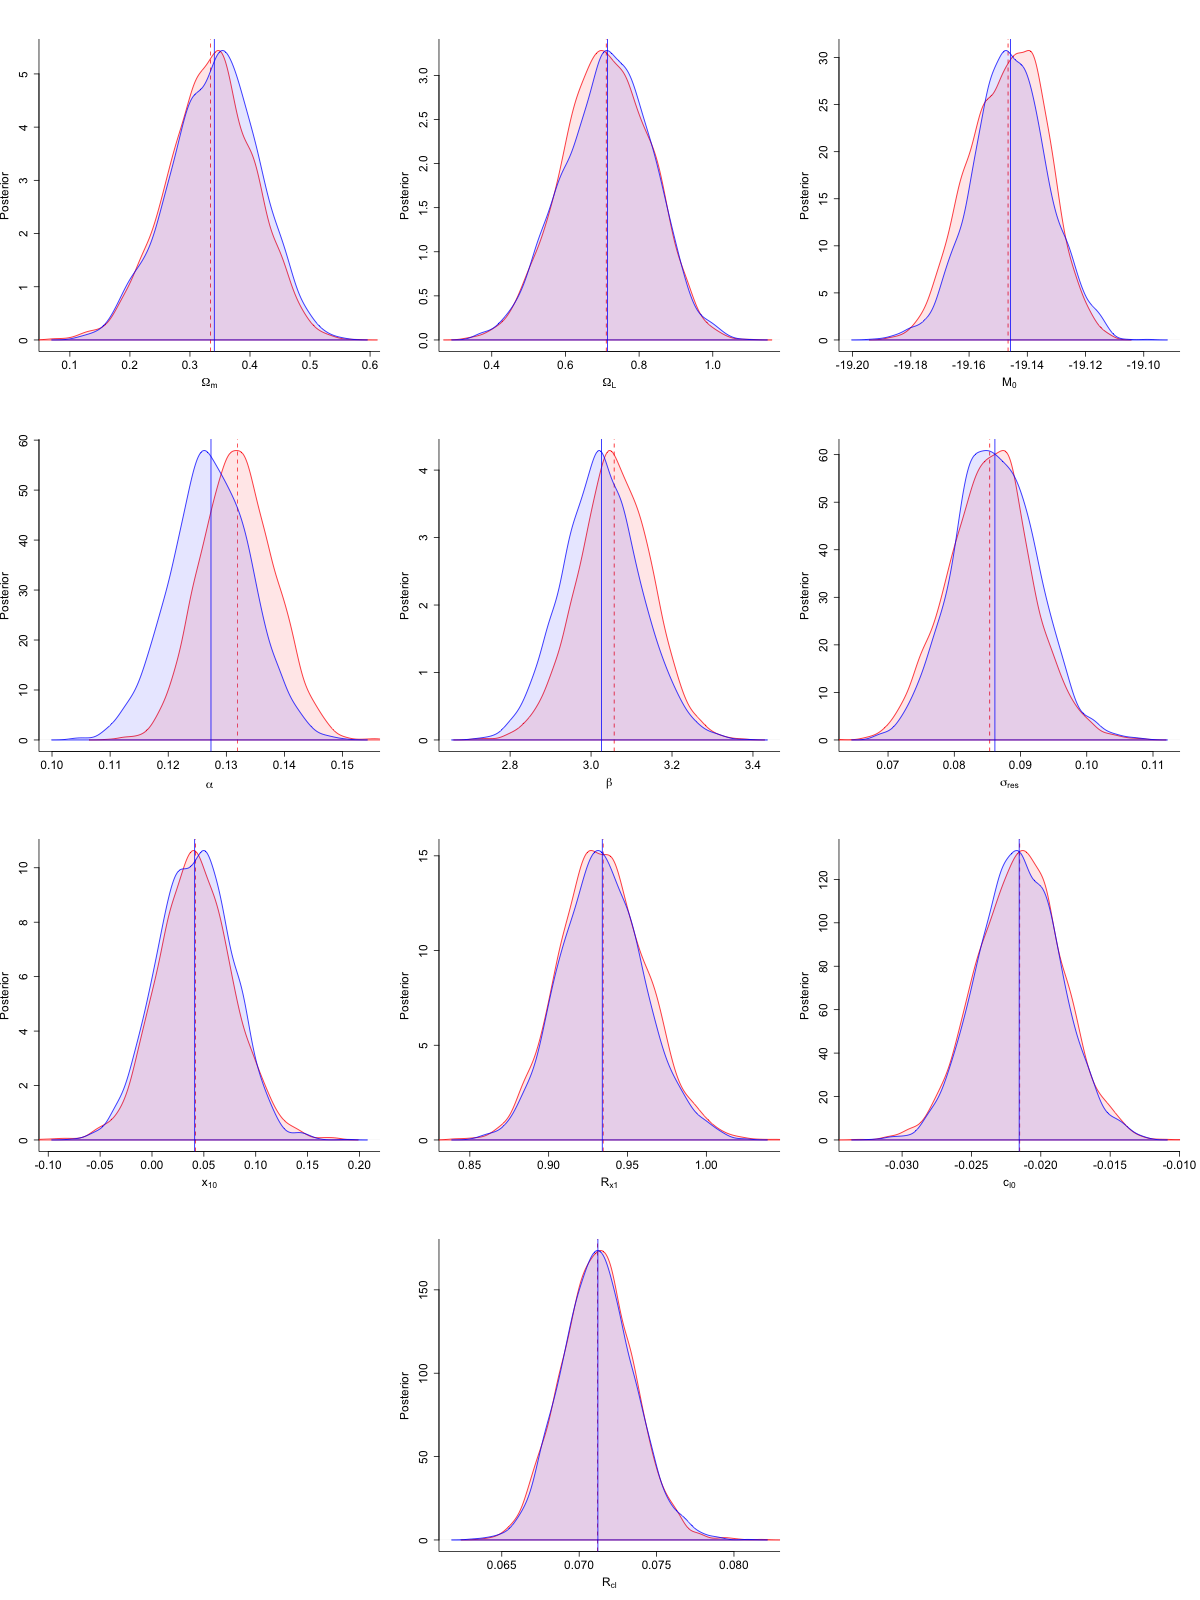 Posterior
0 1 2 3 4 5
0.1 0.2 0.3 0.4 0.5 0.6
Ωm
Posterior
0.0 0.5 1.0 1.5 2.0 2.5 3.0
0.4 0.6 0.8 1.0
ΩL
Posterior
0 5 10 15 20 25 30
-19.20 -19.18 -19.16 -19.14 -19.12 -19.10
M0
Posterior
0 10 20 30 40 50 60
0.10 0.11 0.12 0.13 0.14 0.15
α
Posterior
0 1 2 3 4
2.8 3.0 3.2 3.4
β
Posterior
0 10 20 30 40 50 60
0.07 0.08 0.09 0.10 0.11
σres
Posterior
0 2 4 6 8 10
-0.10 -0.05 0.00 0.05 0.10 0.15 0.20
x10
Posterior
0 5 10 15
0.85 0.90 0.95 1.00
Rx1
Posterior
0 20 40 60 80 100 120
-0.030 -0.025 -0.020 -0.015 -0.010
cI0
Posterior
0 50 100 150
0.065 0.070 0.075 0.080
RcI